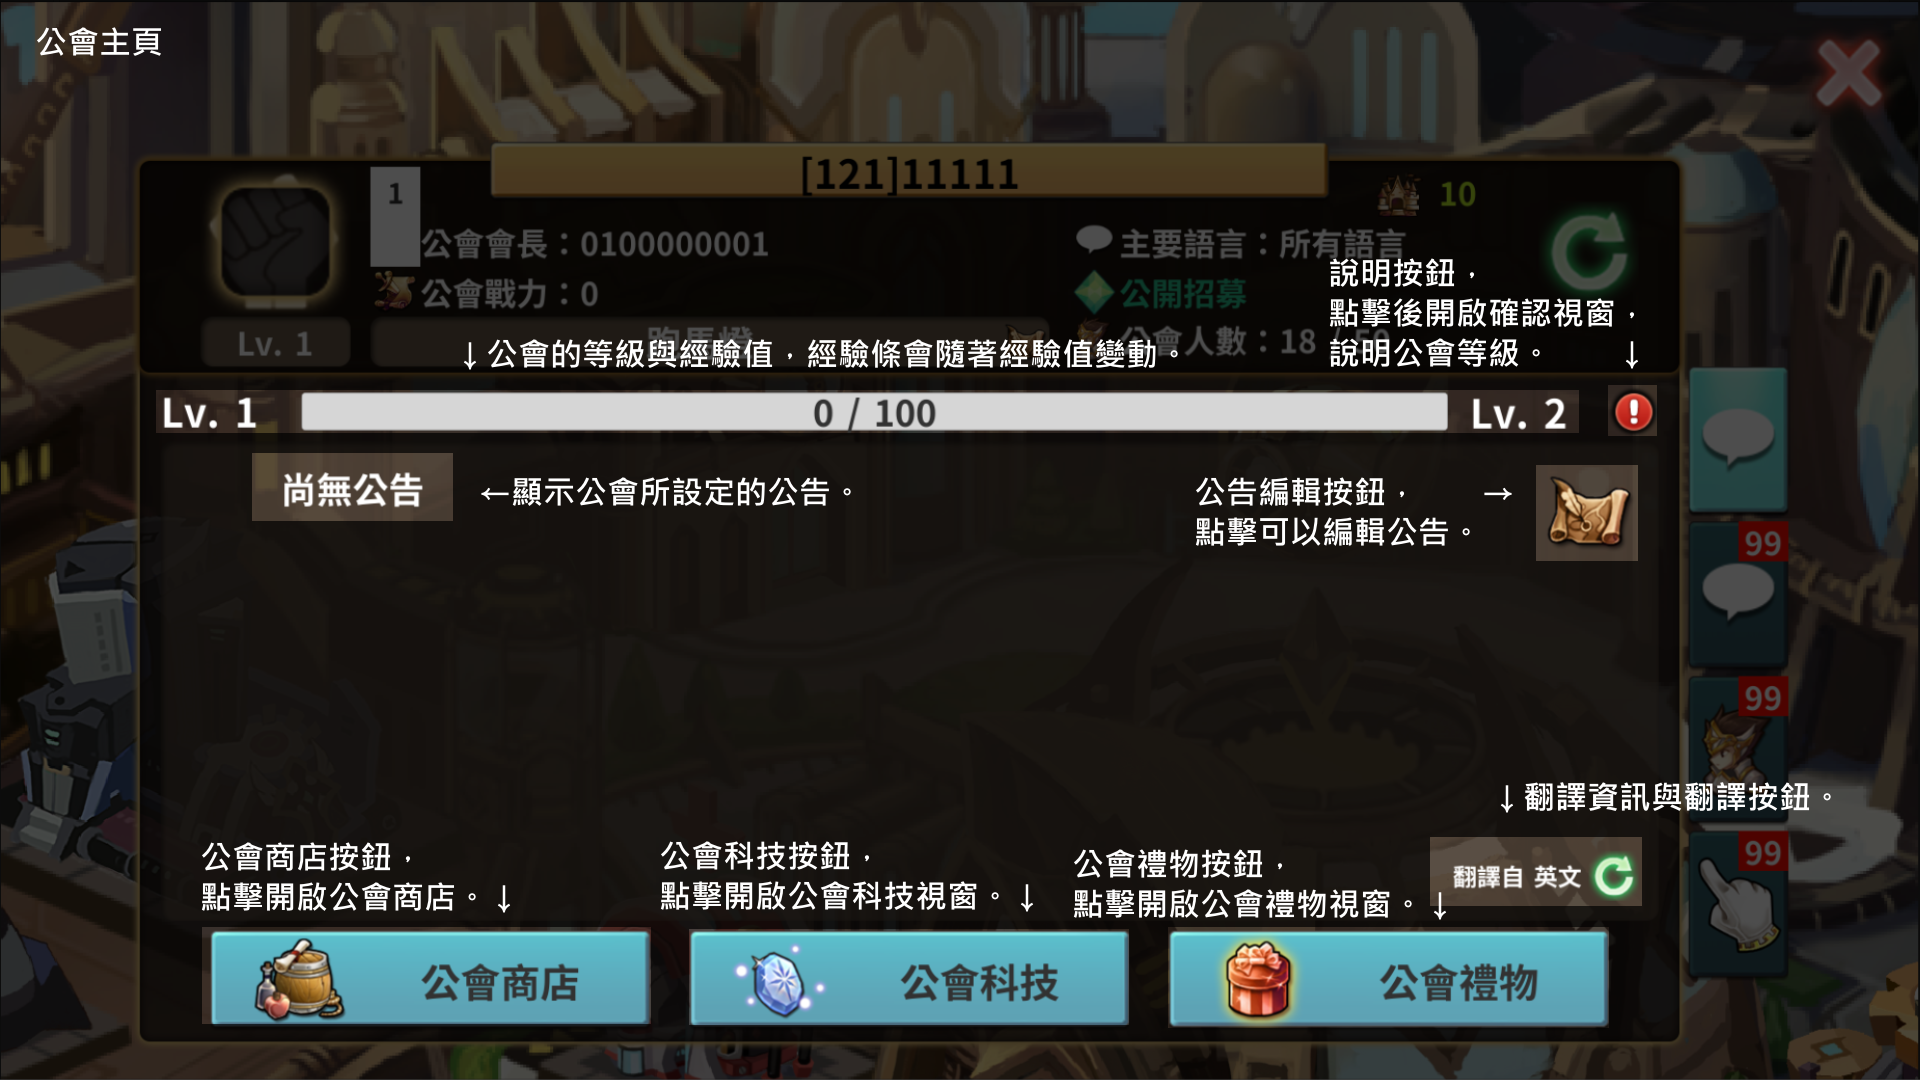 公會主頁
[121]11111
1
10
公會會長：0100000001
主要語言：所有語言
公會戰力：0
公開招募
說明按鈕，
點擊後開啟確認視窗，
說明公會等級。 ↓
Lv. 1
跑馬燈
公會人數：18 / 50
↓公會的等級與經驗值，經驗條會隨著經驗值變動。
Lv. 1
0 / 100
Lv. 2
尚無公告
←顯示公會所設定的公告。
公告編輯按鈕， →
點擊可以編輯公告。
99
99
↓翻譯資訊與翻譯按鈕。
99
翻譯自 英文
公會商店按鈕，
點擊開啟公會商店。↓
公會科技按鈕，
點擊開啟公會科技視窗。↓
公會禮物按鈕，
點擊開啟公會禮物視窗。↓
公會商店
公會科技
公會禮物